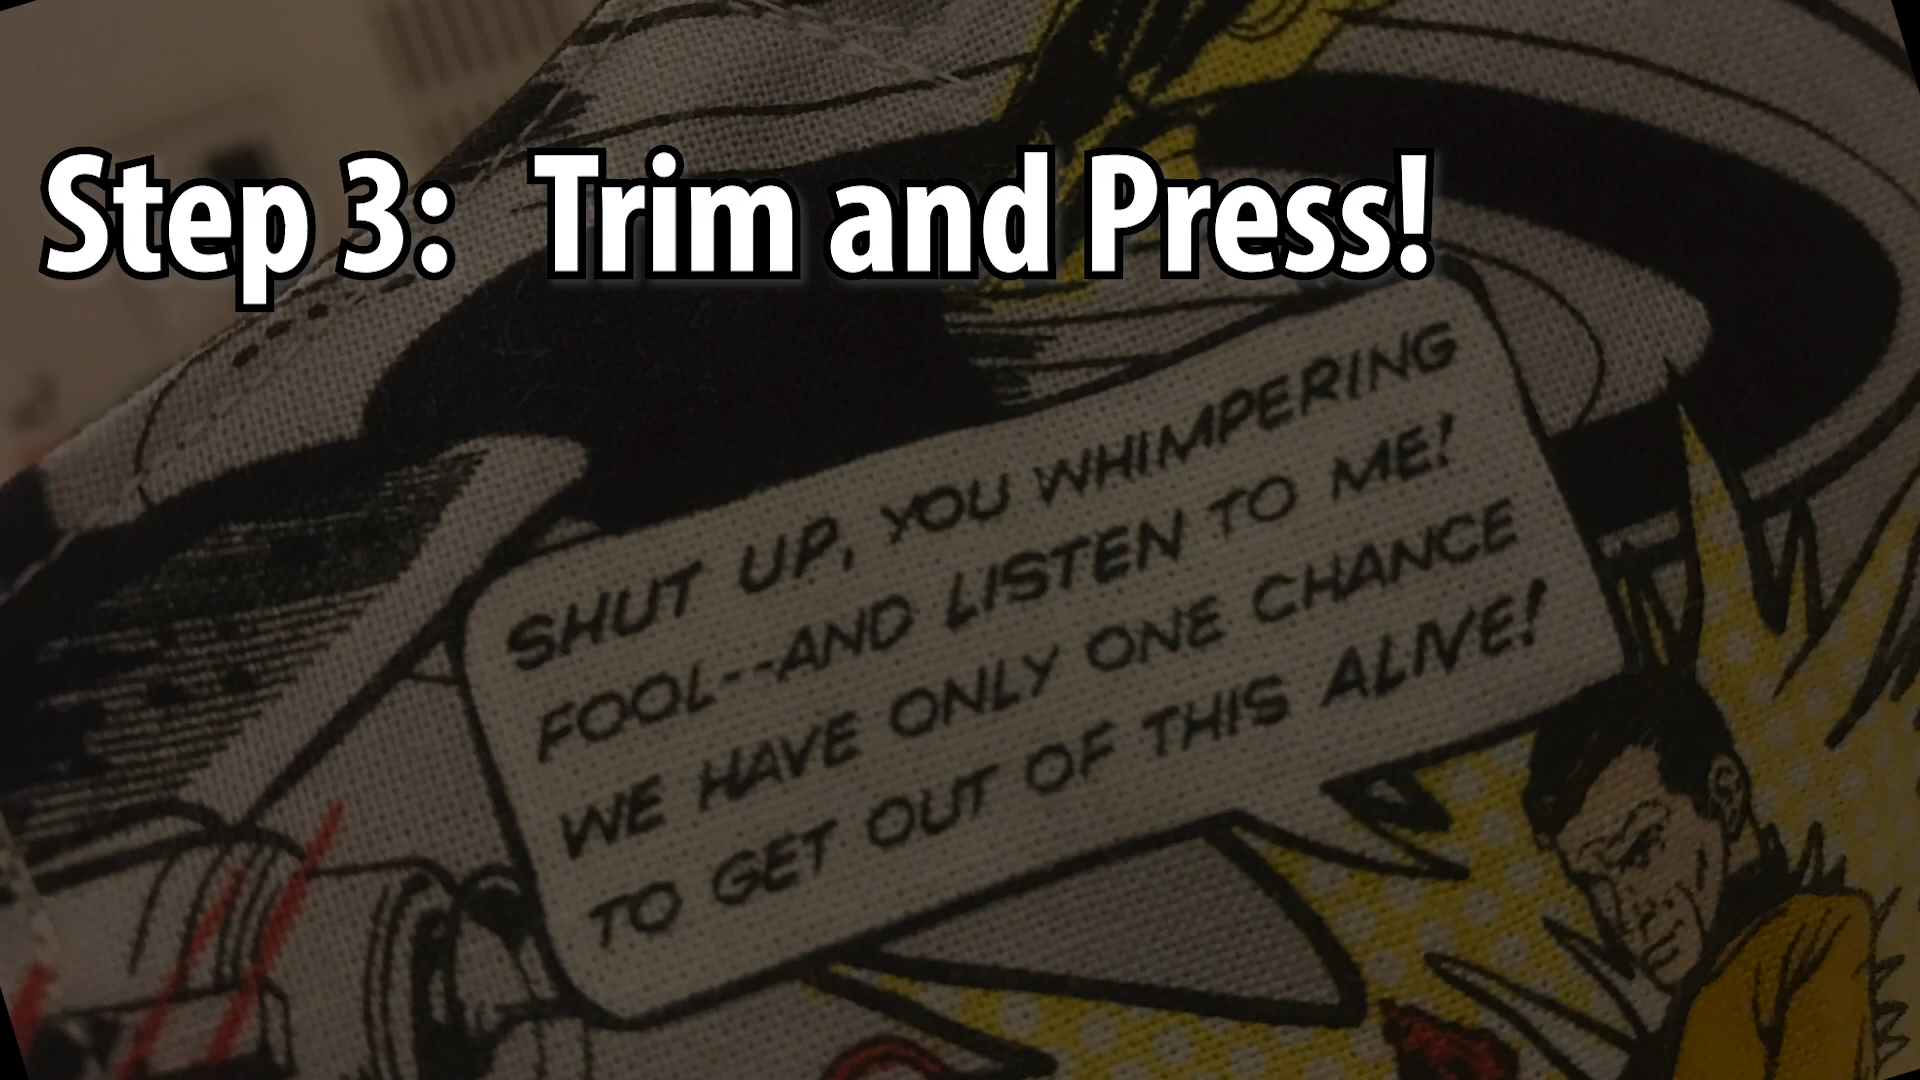 Step 3: Trim and Press!
SHUT UP, YOU WHIMPERING
FOOL--AND LISTEN TO ME!
WE HAVE ONLY ONE CHANCE
TO GET OUT OF THIS ALIVE!